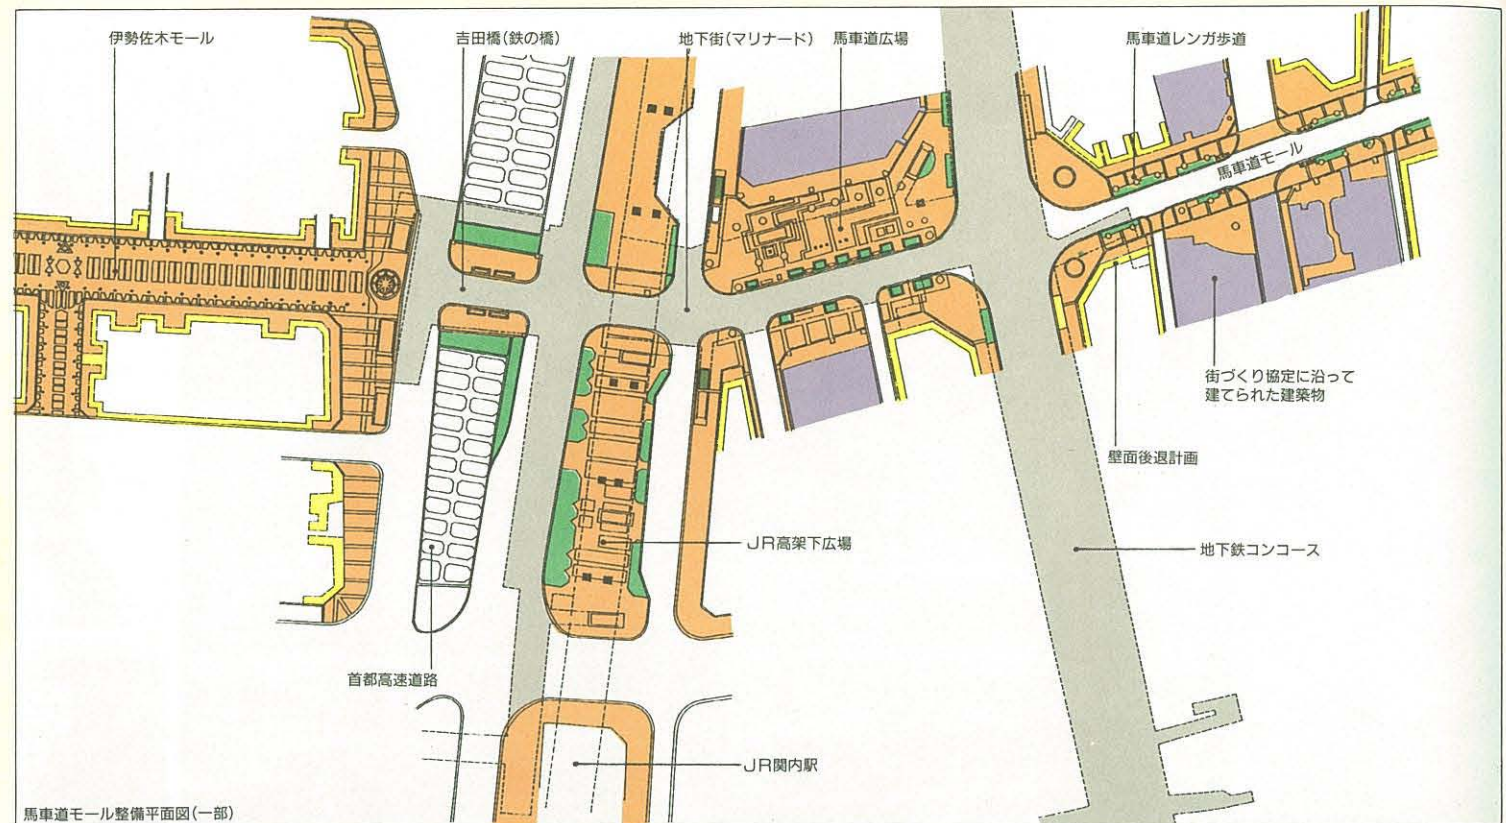 伊勢佐木モール
吉田橋(鉄の橋)
地下街(マリナード)
馬車道広場
馬車道レンガ歩道
馬車道モール
街づくり協定に沿って
建てられた建築物
壁面後退計画
JR高架下広場
地下鉄コンコース
首都高速道路
JR関内駅
馬車道モール整備平面図(一部)